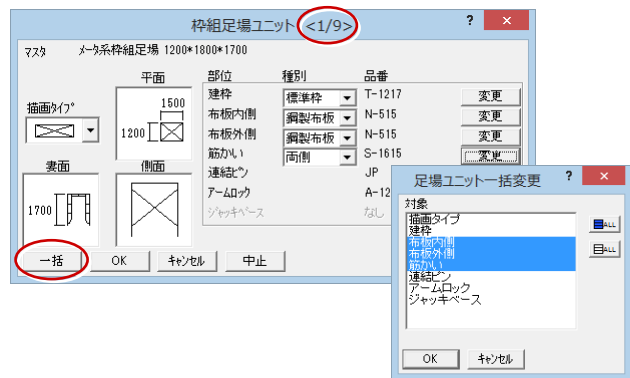 枠組足場ユニット <1/9>
? ×
マスタ メータ系枠組足場 1200*1800*1700
描画タイプ
平面
1500
1200
妻面
1700
側面
部位 種別 品番
建枠 標準枠 T-1217 変更
布板内側 鋼製布板 N-515 変更
布板外側 鋼製布板 N-515 変更
筋かい 両側 S-1615 変更
連結ピン JP
アームロック A-12
ジャッキベース なし
一括 OK キャンセル 中止
足場ユニット一括変更
? ×
対象
描画タイプ
建枠
布板内側
布板外側
筋かい
連結ピン
アームロック
ジャッキベース
ALL
ALL
OK キャンセル